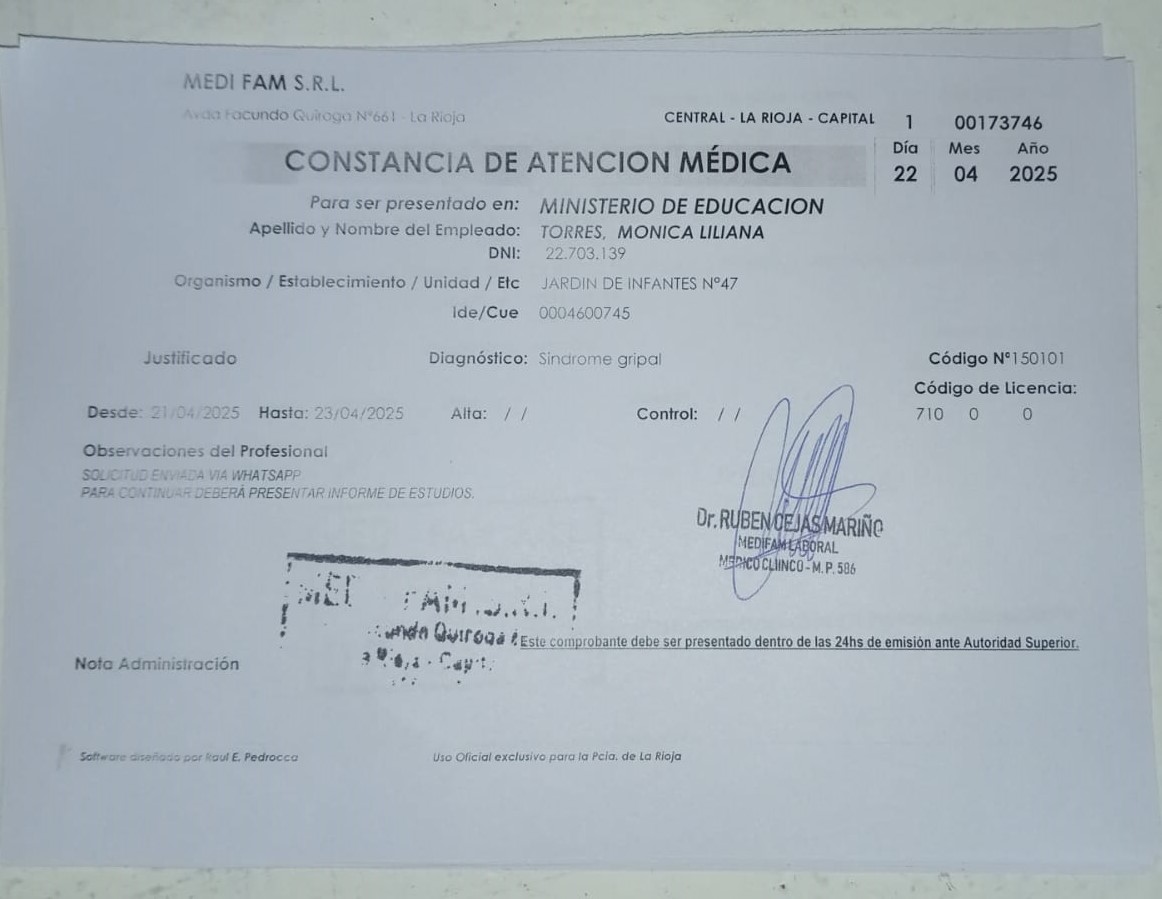 MEDI FAM S.R.L.
Avda Facundo Quiroga N°661 - La Rioja
CENTRAL - LA RIOJA - CAPITAL 1 00173746
CONSTANCIA DE ATENCION MÉDICA
Día Mes Año
22 04 2025
Para ser presentado en: MINISTERIO DE EDUCACION
Apellido y Nombre del Empleado: TORRES, MONICA LILIANA
DNI: 22.703.139
Organismo / Establecimiento / Unidad / Etc JARDIN DE INFANTES Nº47
Ide/Cue 0004600745
Justificado Diagnóstico: Síndrome gripal Código Nº150101
Código de Licencia:
Desde: 21/04/2025 Hasta: 23/04/2025 Alta: / / Control: / / 710 0 0
Observaciones del Profesional
SOLICITUD ENVIADA VIA WHATSAPP
PARA CONTINUAR DEBERÁ PRESENTAR INFORME DE ESTUDIOS.
Dr. RUBEN CEJAS MARIÑO
MEDIFAM LABORAL
MEDICO CLIINCO - M.P. 586
Quiroga
Este comprobante debe ser presentado dentro de las 24hs de emisión ante Autoridad Superior.
Nota Administración
Software diseñado por Raul E. Pedrocca
Uso Oficial exclusivo para la Pcia. de La Rioja